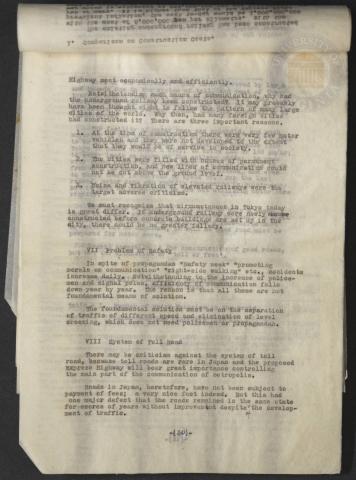 Highway most economically and efficiently.
Notwithstanding such means of communication, why had
the underground railway been constructed? It may probably
have been thought right to follow the pattern of many large
cities of the world. Why then, had many foreign cities
had constructed it? There are three important reasons.
1. At the time of construction there were very few motor
vehicles and they were not developed to the extent
that they would be of service to society.
2. The cities were filled with houses of permanent
construction, and new lines of communication could
not be set above the ground level.
3. Noise and vibration of elevated railways were the
target adverse criticism.
We must recognize that circumstances in Tokyo today
is great differ. If underground railway were newly
constructed before concrete buildings are set up in the
city, there could be no greater fallacy.
VII Problem of Safety
In spite of propagandas "safety week" "promoting
morals on communication" "right-side walking" etc., accidents
increase daily. Notwithstanding to the increase of police-
men and signal poles, efficiency of communication falls
down year by year. The reason is that all these are not
foundmental means of solution.
The foundmental solution must be on the separation
of traffic of different speed and elimination of level
crossing, which does not need policemen or propagandas.
VIII System of Toll Road
There may be criticism against the system of toll
road, because toll roads are rare in Japan and the proposed
Express Highway will bear great importance controlling
the main part of the communication of metropolis.
Roads in Japan, heretofore, have not been subject to
payment of fees; a very nice fact indeed. But this had
one major defect that the roads remained in the same state
for scores of years without improvement despite the develop-
ment of traffic.